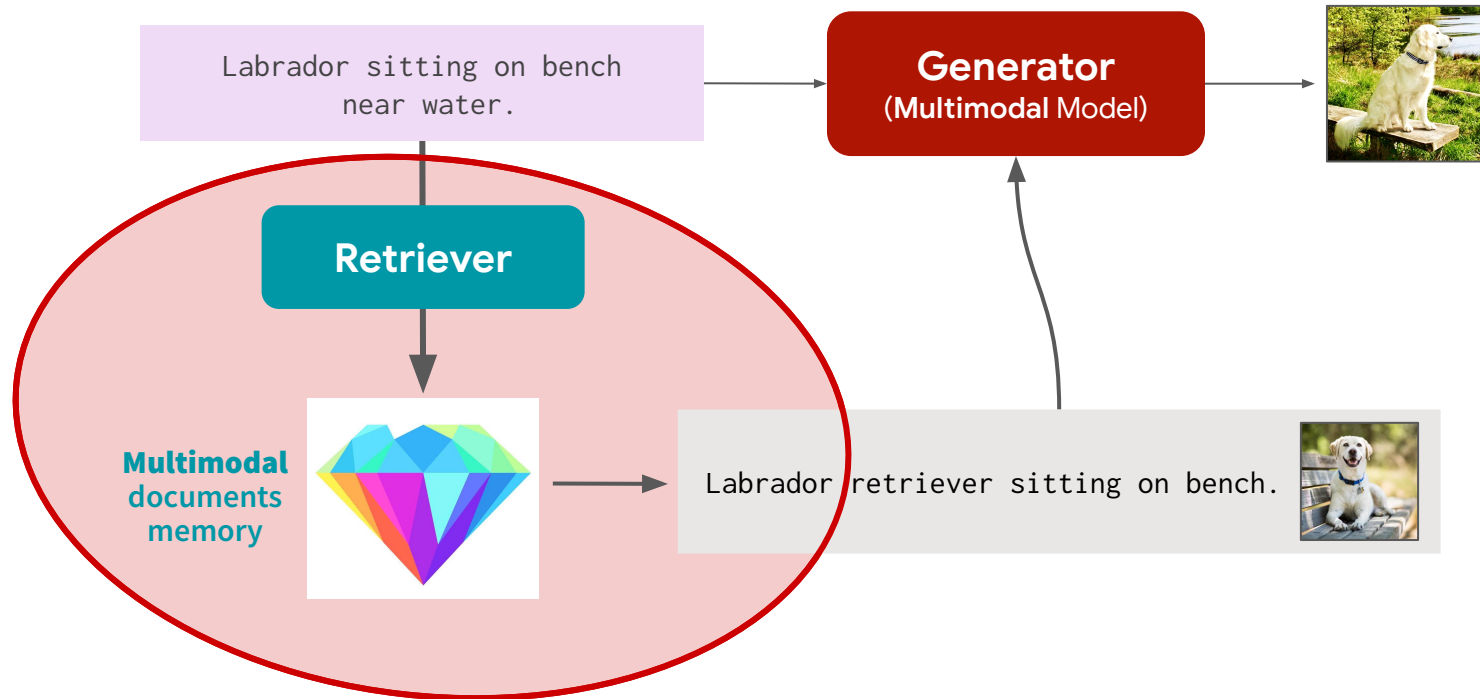 Labrador sitting on bench
near water.
Generator
(Multimodal Model)
Retriever
Multimodal
documents
memory
Labrador retriever sitting on bench.